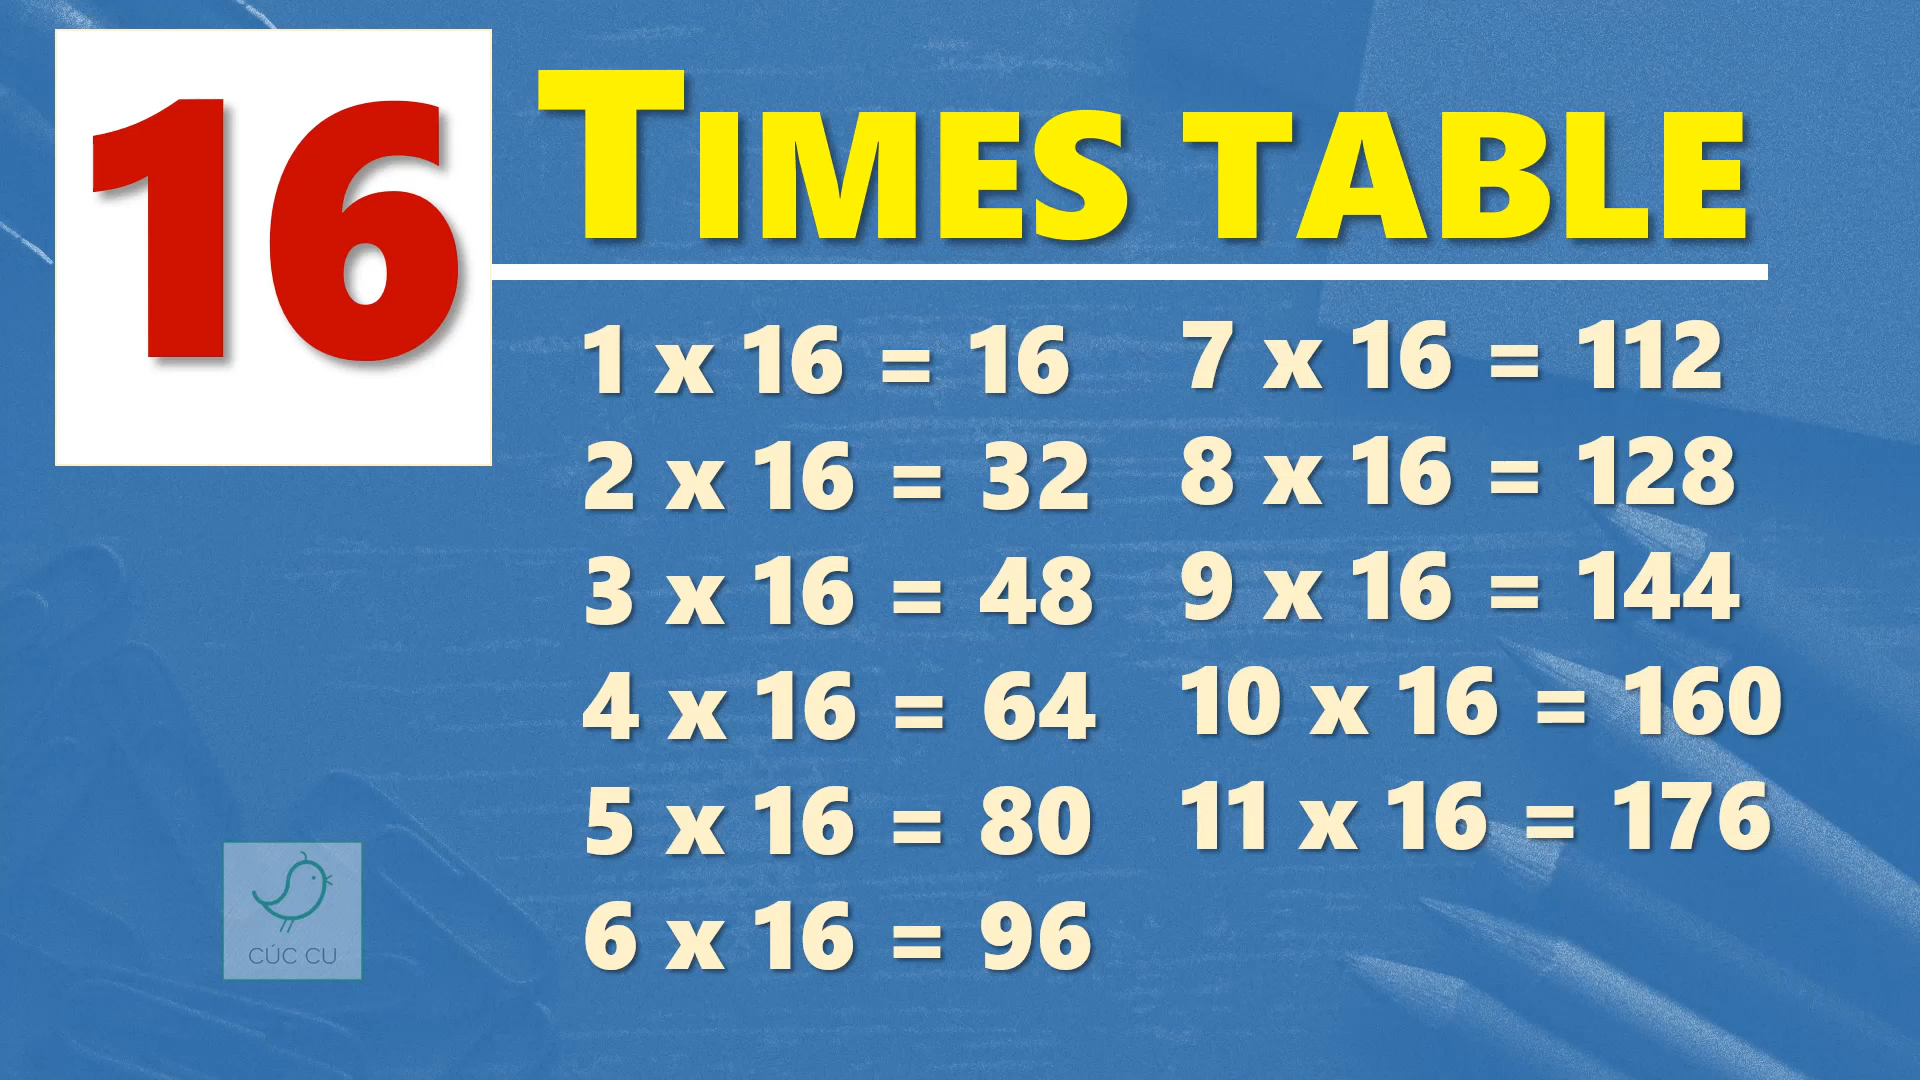 16 TIMES TABLE
1 x 16 = 16
2 x 16 = 32
3 x 16 = 48
4 x 16 = 64
5 x 16 = 80
6 x 16 = 96
7 x 16 = 112
8 x 16 = 128
9 x 16 = 144
10 x 16 = 160
11 x 16 = 176
CÚC CU